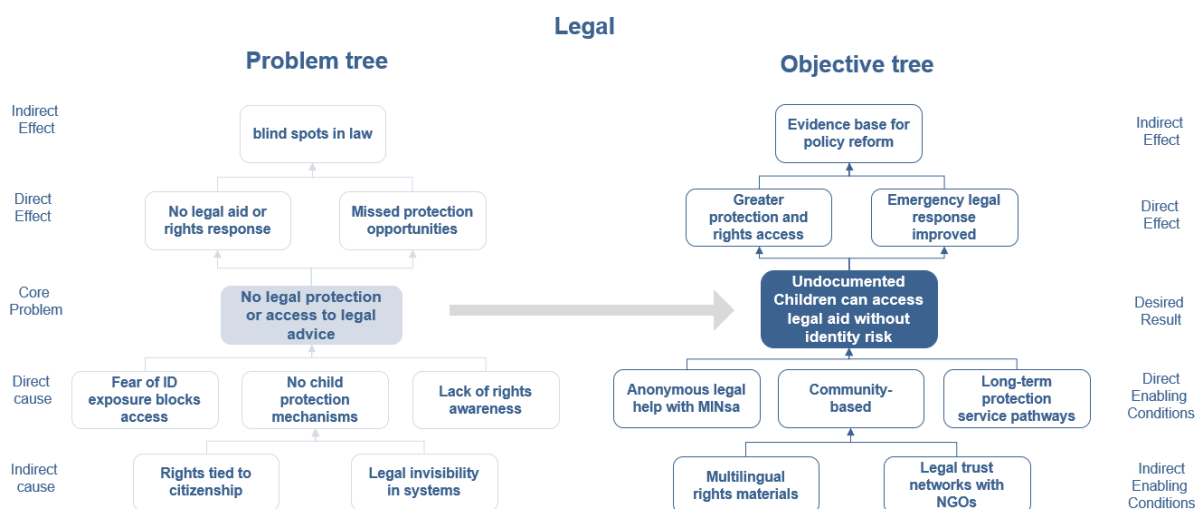 Legal
Problem tree
Objective tree
Indirect
Effect
blind spots in law
Evidence base for
policy reform
Indirect
Effect
Direct
Effect
No legal aid or
rights response
Missed protection
opportunities
Greater
protection and
rights access
Emergency legal
response
improved
Direct
Effect
Core
Problem
No legal protection
or access to legal
advice
Undocumented
Children can access
legal aid without
identity risk
Desired
Result
Direct
cause
Fear of ID
exposure blocks
access
No child
protection
mechanisms
Lack of rights
awareness
Anonymous legal
help with MINsa
Community-
based
Long-term
protection
service pathways
Direct
Enabling
Conditions
Indirect
cause
Rights tied to
citizenship
Legal invisibility
in systems
Multilingual
rights materials
Legal trust
networks with
NGOs
Indirect
Enabling
Conditions